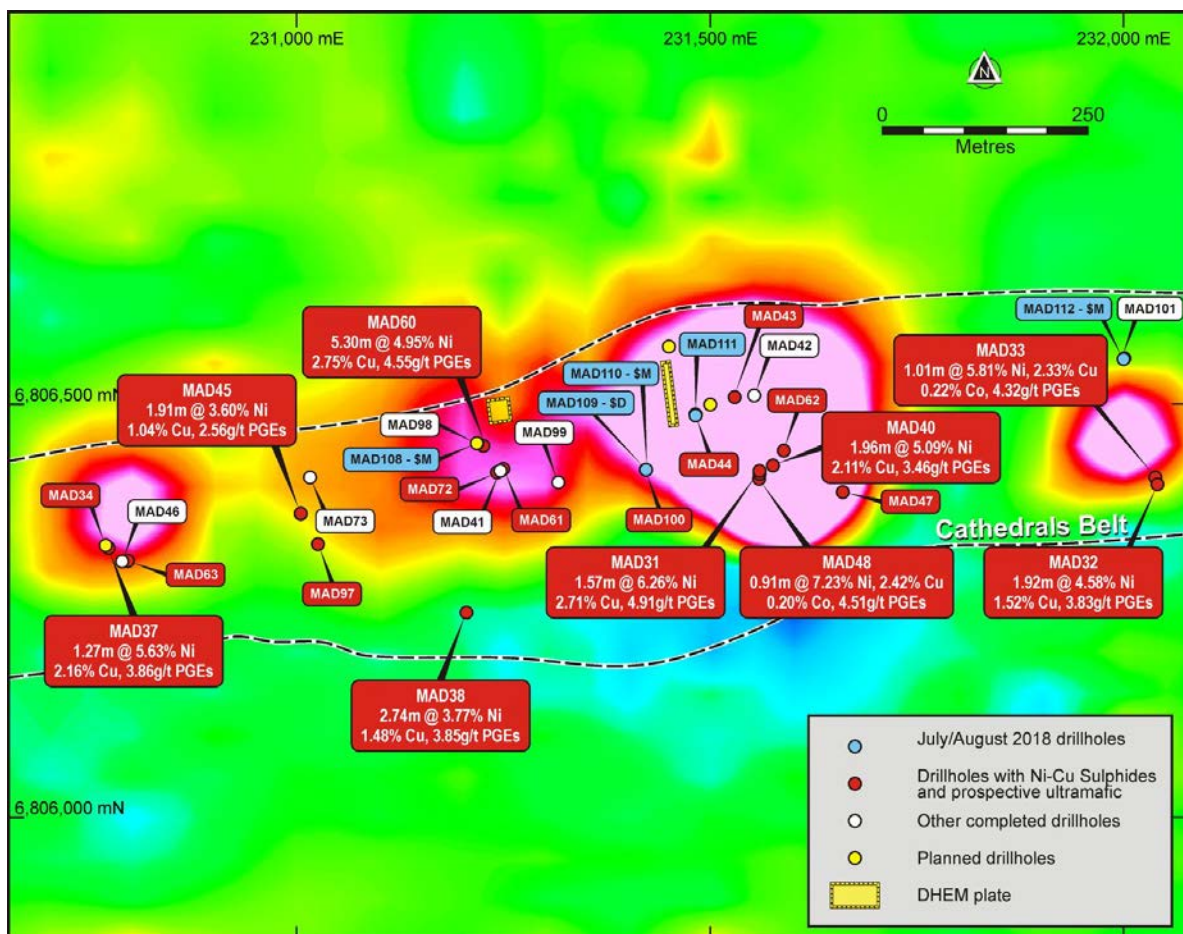 231,000 mE
231,500 mE
232,000 mE
N
0
250
Metres
MAD43
MAD112 - $M
MAD101
MAD60
5.30m @ 4.95% Ni
2.75% Cu, 4.55g/t PGEs
MAD111
MAD42
MAD33
1.01m @ 5.81% Ni, 2.33% Cu
0.22% Co, 4.32g/t PGEs
MAD110 - $M
6,806,500 mN
MAD45
1.91m @ 3.60% Ni
1.04% Cu, 2.56g/t PGEs
MAD109 - $D
MAD62
MAD98
MAD99
MAD40
1.96m @ 5.09% Ni
2.11% Cu, 3.46g/t PGEs
MAD108 - $M
MAD44
MAD34
MAD46
MAD72
MAD47
MAD73
MAD41
MAD61
MAD100
Cathedrals Belt
MAD63
MAD97
MAD31
1.57m @ 6.26% Ni
2.71% Cu, 4.91g/t PGEs
MAD48
0.91m @ 7.23% Ni, 2.42% Cu
0.20% Co, 4.51g/t PGEs
MAD32
1.92m @ 4.58% Ni
1.52% Cu, 3.83g/t PGEs
MAD37
1.27m @ 5.63% Ni
2.16% Cu, 3.86g/t PGEs
MAD38
2.74m @ 3.77% Ni
1.48% Cu, 3.85g/t PGEs
6,806,000 mN
July/August 2018 drillholes
Drillholes with Ni-Cu Sulphides
and prospective ultramafic
Other completed drillholes
Planned drillholes
DHEM plate